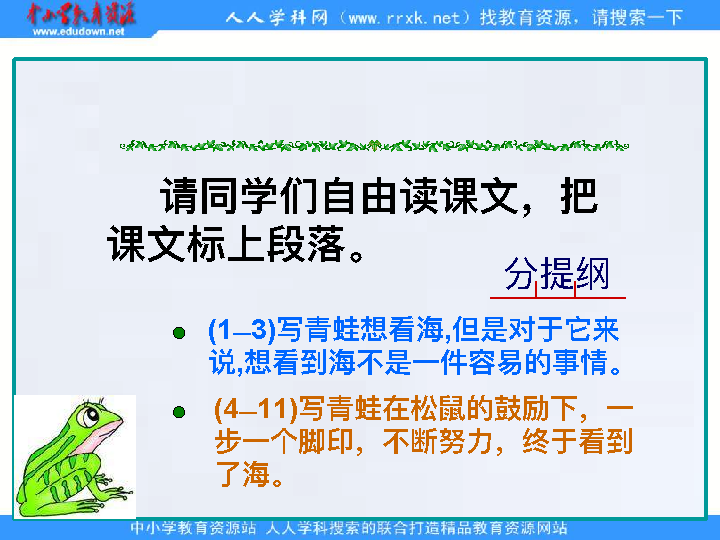 中小学教育资源
www.edudown.net
人人学科网（www.rrxk.net）找教育资源，请搜索一下
请同学们自由读课文，把
课文标上段落。
分提纲
(1—3)写青蛙想看海,但是对于它来
说,想看到海不是一件容易的事情。
(4—11)写青蛙在松鼠的鼓励下，一
步一个脚印，不断努力，终于看到
了海。
中小学教育资源站 人人学科搜索的联合打造精品教育资源网站